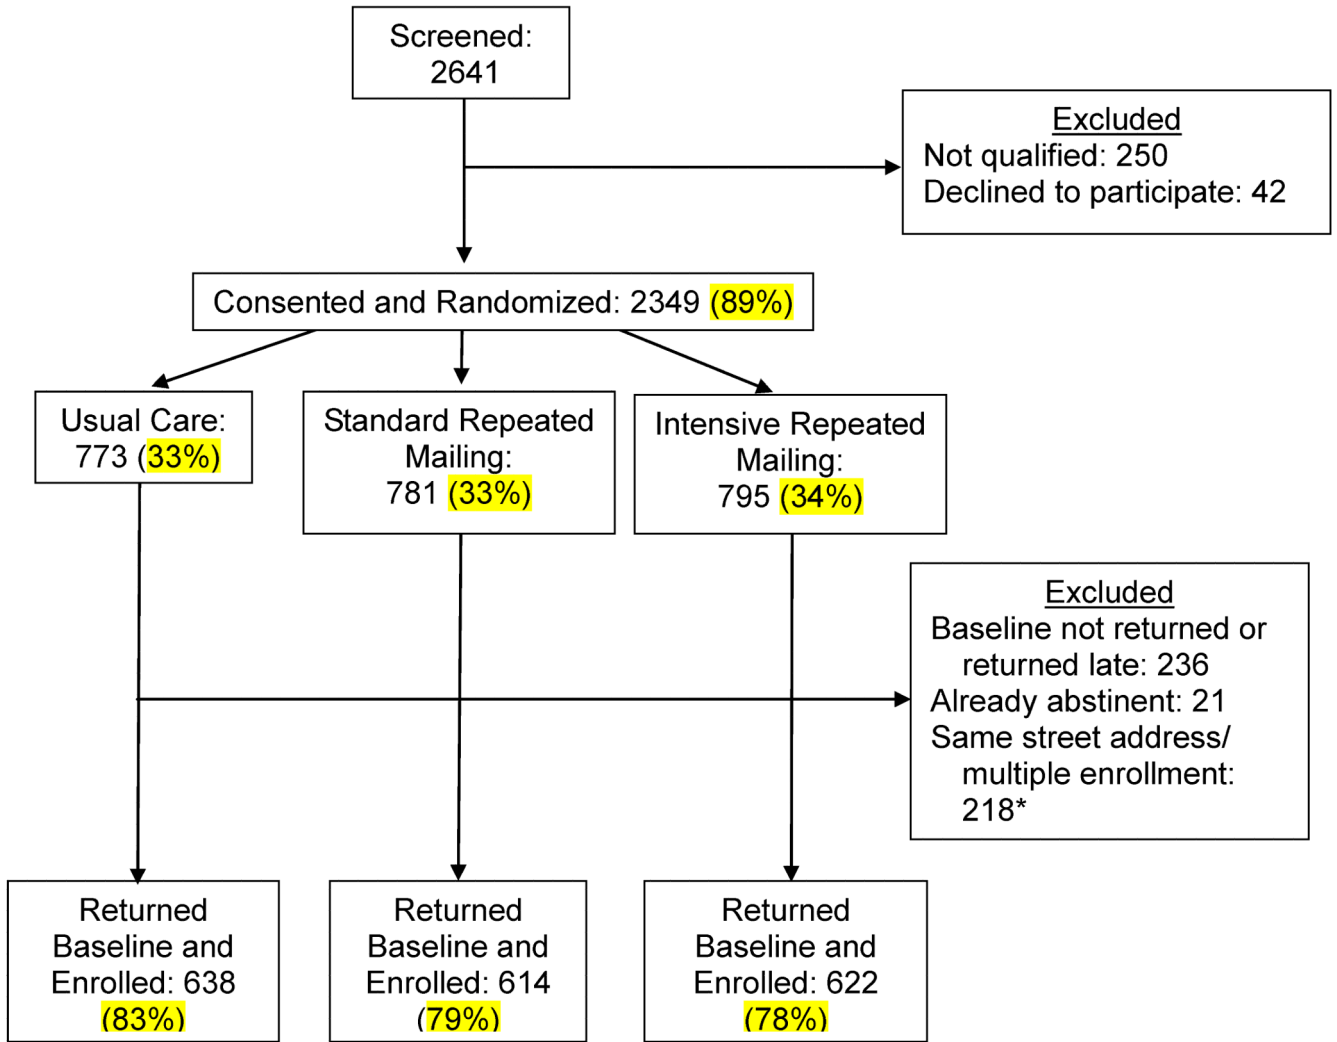 Screened:
2641
Excluded
Not qualified: 250
Declined to participate: 42
Consented and Randomized: 2349 (89%)
Usual Care:
773 (33%)
Standard Repeated
Mailing:
781 (33%)
Intensive Repeated
Mailing:
795 (34%)
Excluded
Baseline not returned or
returned late: 236
Already abstinent: 21
Same street address/
multiple enrollment:
218*
Returned
Baseline and
Enrolled: 638
(83%)
Returned
Baseline and
Enrolled: 614
(79%)
Returned
Baseline and
Enrolled: 622
(78%)